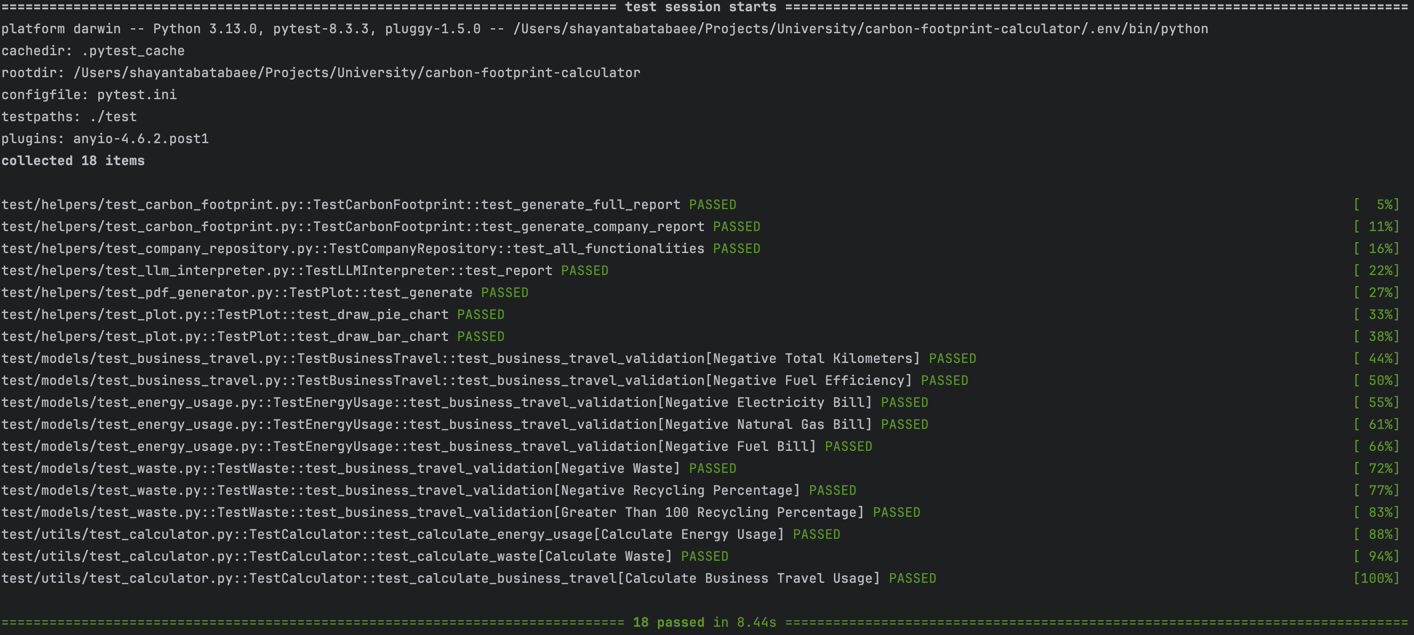 ============================================================================= test session starts ==============================================================================
platform darwin -- Python 3.13.0, pytest-8.3.3, pluggy-1.5.0 -- /Users/shayantabatabaee/Projects/University/carbon-footprint-calculator/.env/bin/python
cachedir: .pytest_cache
rootdir: /Users/shayantabatabaee/Projects/University/carbon-footprint-calculator
configfile: pytest.ini
testpaths: ./test
plugins: anyio-4.6.2.post1
collected 18 items
test/helpers/test_carbon_footprint.py::TestCarbonFootprint::test_generate_full_report PASSED [  5%]
test/helpers/test_carbon_footprint.py::TestCarbonFootprint::test_generate_company_report PASSED [ 11%]
test/helpers/test_company_repository.py::TestCompanyRepository::test_all_functionalities PASSED [ 16%]
test/helpers/test_llm_interpreter.py::TestLLMInterpreter::test_report PASSED [ 22%]
test/helpers/test_pdf_generator.py::TestPlot::test_generate PASSED [ 27%]
test/helpers/test_plot.py::TestPlot::test_draw_pie_chart PASSED [ 33%]
test/helpers/test_plot.py::TestPlot::test_draw_bar_chart PASSED [ 38%]
test/models/test_business_travel.py::TestBusinessTravel::test_business_travel_validation[Negative Total Kilometers] PASSED [ 44%]
test/models/test_business_travel.py::TestBusinessTravel::test_business_travel_validation[Negative Fuel Efficiency] PASSED [ 50%]
test/models/test_energy_usage.py::TestEnergyUsage::test_business_travel_validation[Negative Electricity Bill] PASSED [ 55%]
test/models/test_energy_usage.py::TestEnergyUsage::test_business_travel_validation[Negative Natural Gas Bill] PASSED [ 61%]
test/models/test_energy_usage.py::TestEnergyUsage::test_business_travel_validation[Negative Fuel Bill] PASSED [ 66%]
test/models/test_waste.py::TestWaste::test_business_travel_validation[Negative Waste] PASSED [ 72%]
test/models/test_waste.py::TestWaste::test_business_travel_validation[Negative Recycling Percentage] PASSED [ 77%]
test/models/test_waste.py::TestWaste::test_business_travel_validation[Greater Than 100 Recycling Percentage] PASSED [ 83%]
test/utils/test_calculator.py::TestCalculator::test_calculate_energy_usage[Calculate Energy Usage] PASSED [ 88%]
test/utils/test_calculator.py::TestCalculator::test_calculate_waste[Calculate Waste] PASSED [ 94%]
test/utils/test_calculator.py::TestCalculator::test_calculate_business_travel[Calculate Business Travel Usage] PASSED [100%]
============================================================================== 18 passed in 8.44s ==============================================================================